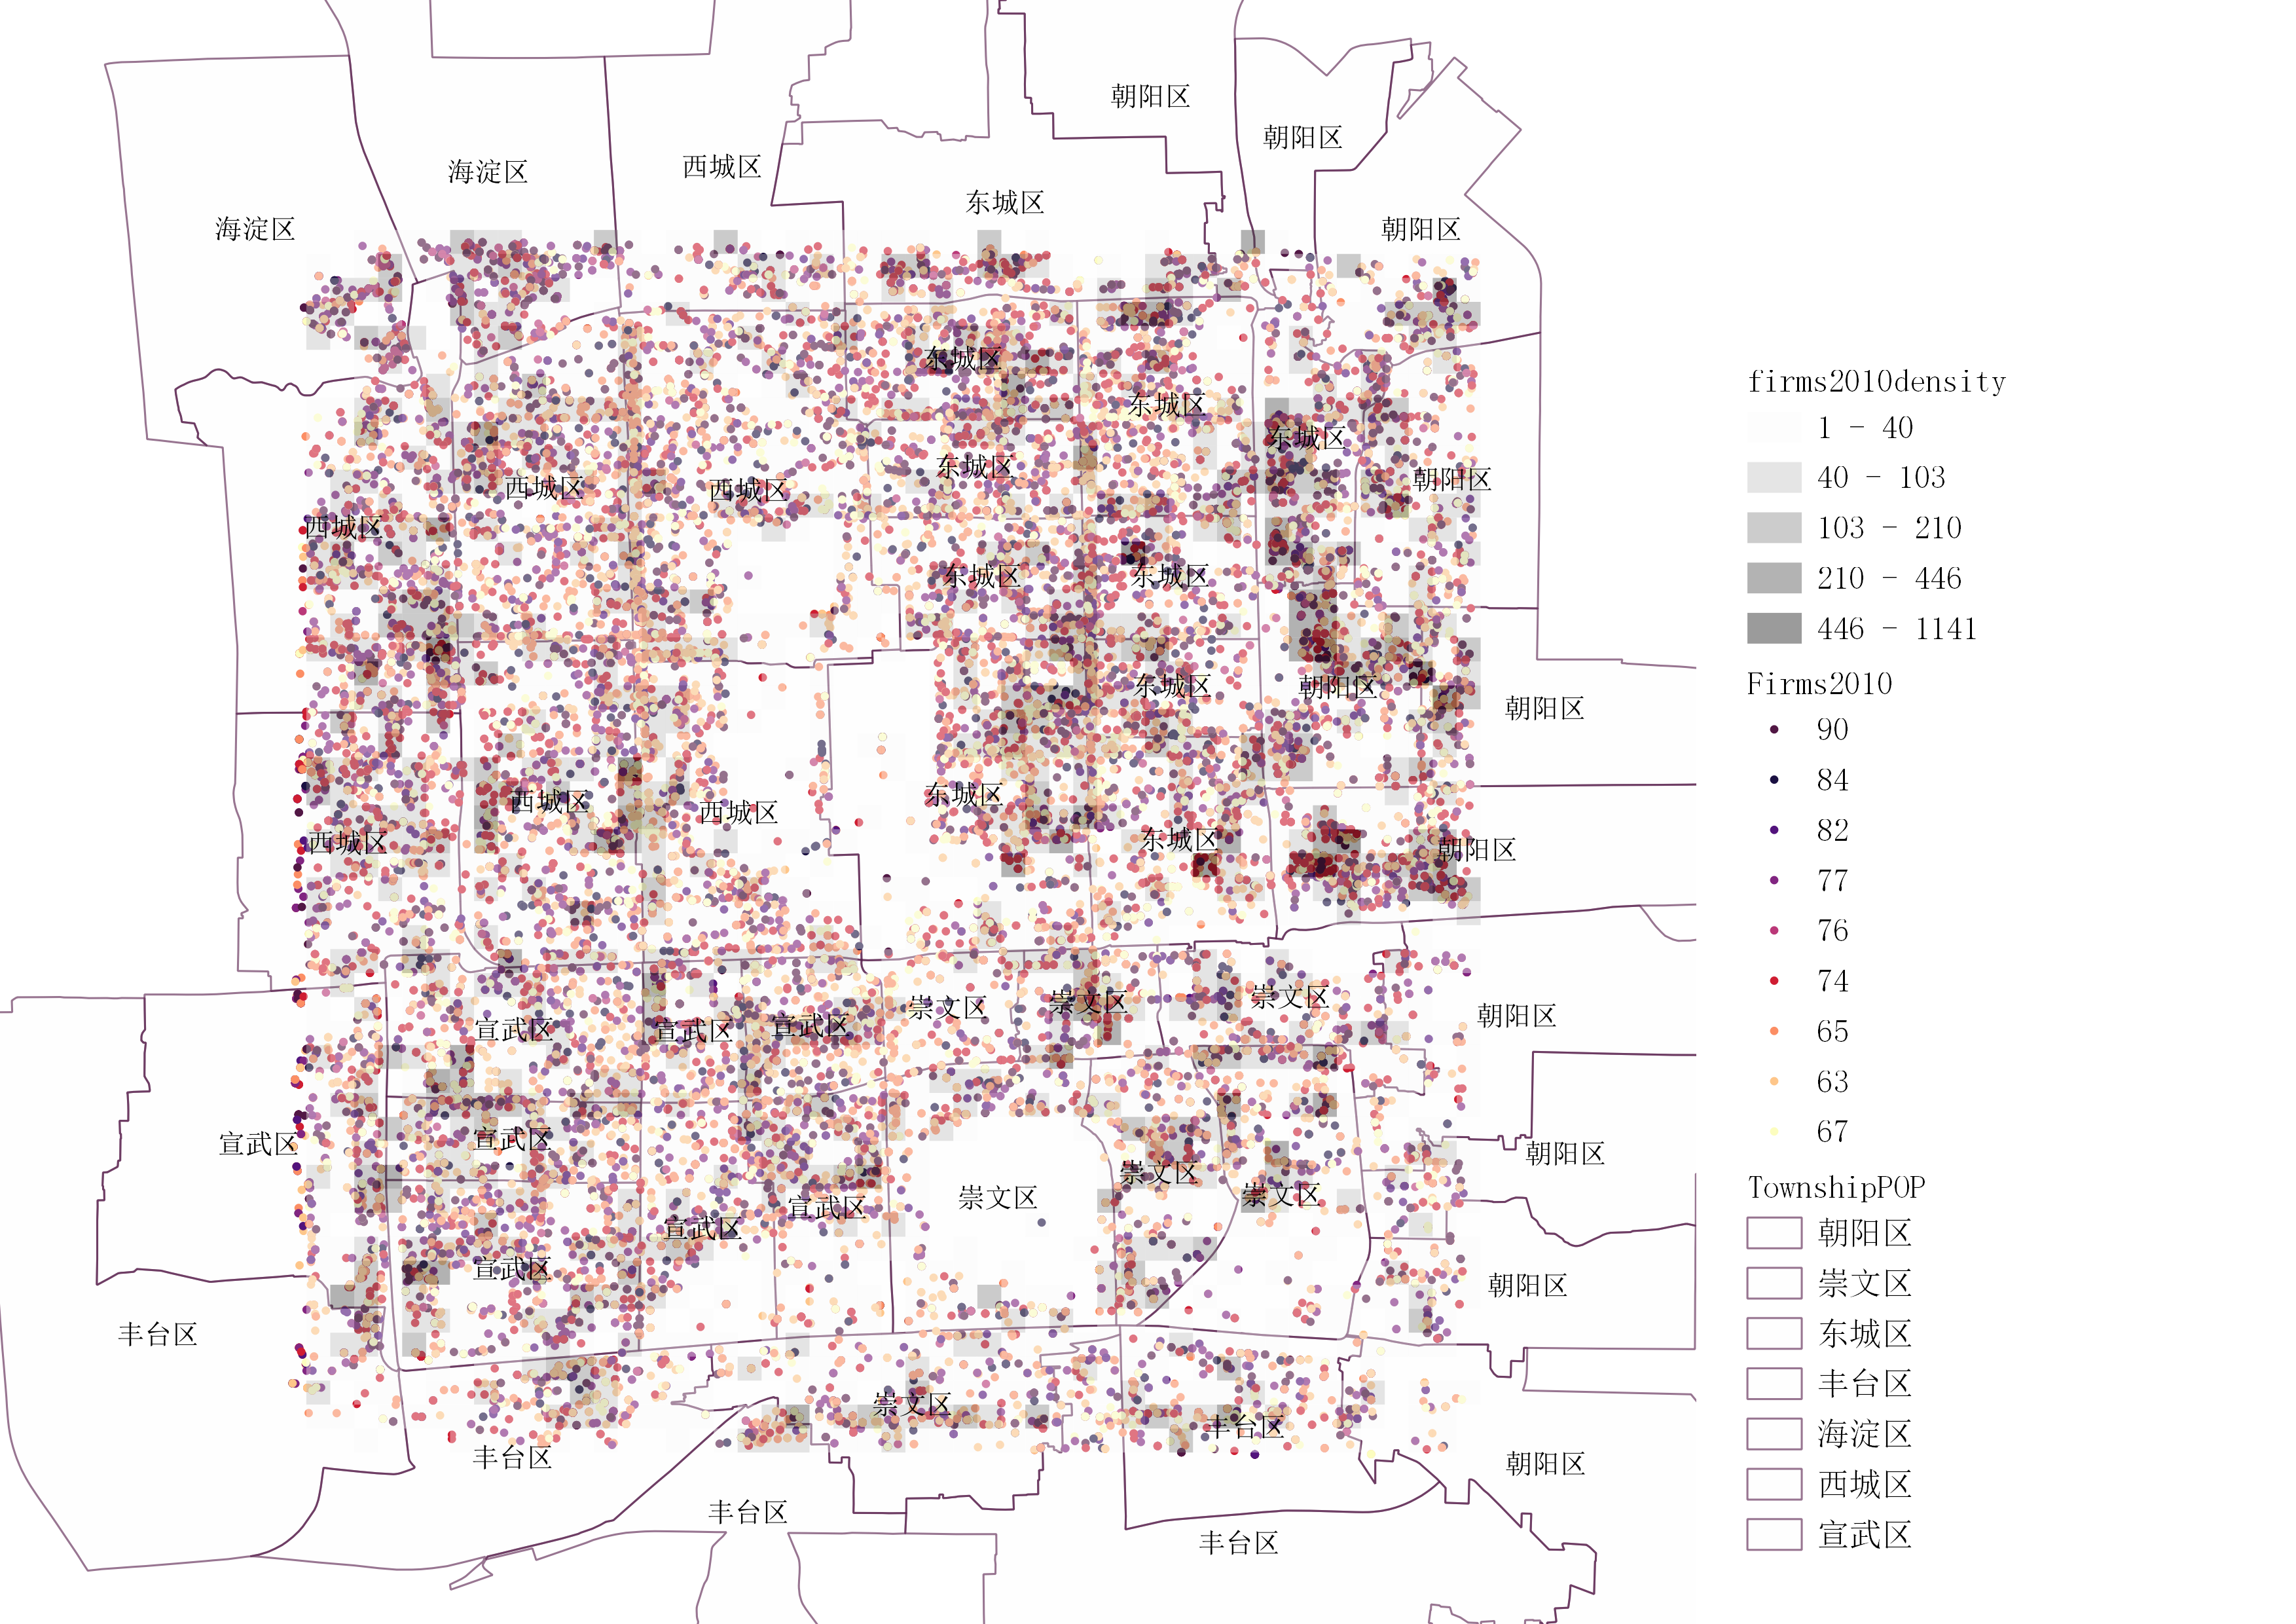 朝阳区
朝阳区
海淀区
西城区
东城区
海淀区
朝阳区
东城区
东城区
东城区
东城区
朝阳区
西城区
西城区
西城区
东城区
东城区
东城区
朝阳区
朝阳区
西城区
西城区
东城区
东城区
西城区
朝阳区
崇文区
崇文区
崇文区
朝阳区
宣武区
宣武区
宣武区
宣武区
宣武区
朝阳区
崇文区
崇文区
崇文区
宣武区
宣武区
宣武区
朝阳区
丰台区
崇文区
丰台区
丰台区
朝阳区
丰台区
丰台区
firms2010density
1 - 40
40 - 103
103 - 210
210 - 446
446 - 1141
Firms2010
90
84
82
77
76
74
65
63
67
TownshipPOP
朝阳区
崇文区
东城区
丰台区
海淀区
西城区
宣武区